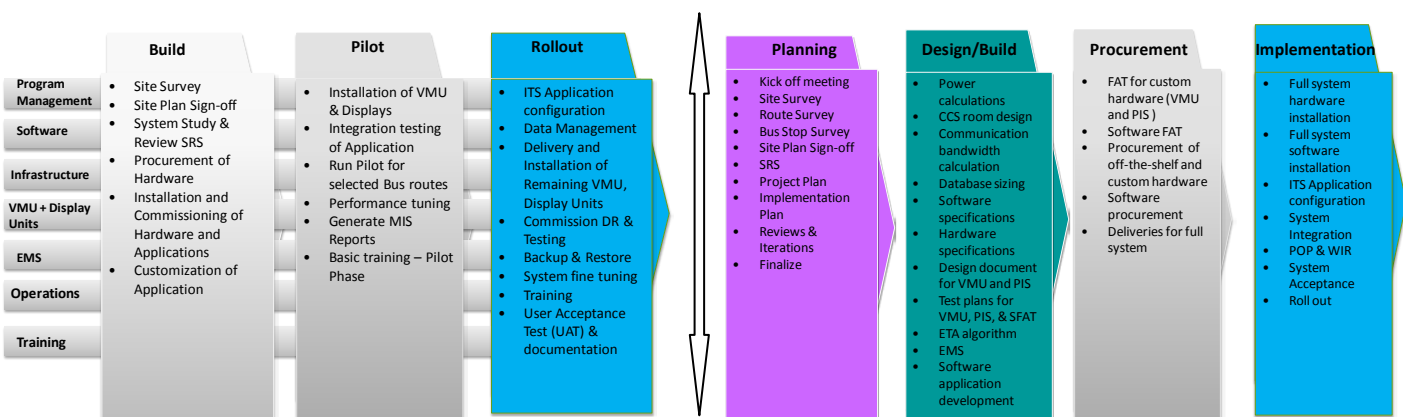 Program
Management
Software
Infrastructure
VMU + Display
Units
EMS
Operations
Training
Build
• Site Survey
• Site Plan Sign-off
• System Study &
Review SRS
• Procurement of
Hardware
• Installation and
Commissioning of
Hardware and
Applications
• Customization of
Application
Pilot
• Installation of VMU
& Displays
• Integration testing
of Application
• Run Pilot for
selected Bus routes
• Performance tuning
• Generate MIS
Reports
• Basic training – Pilot
Phase
Rollout
• ITS Application
configuration
• Data Management
• Delivery and
Installation of
Remaining VMU,
Display Units
• Commission DR &
Testing
• Backup & Restore
• System fine tuning
• Training
• User Acceptance
Test (UAT) &
documentation
Planning
• Kick off meeting
• Site Survey
• Route Survey
• Bus Stop Survey
• Site Plan Sign-off
• SRS
• Project Plan
• Implementation
Plan
• Reviews &
Iterations
• Finalize
Design/Build
• Power
calculations
• CCS room design
• Communication
bandwidth
calculation
• Database sizing
• Software
specifications
• Hardware
specifications
• Design document
for VMU and PIS
• Test plans for
VMU, PIS, & SFAT
• ETA algorithm
• EMS
• Software
application
development
Procurement
• FAT for custom
hardware (VMU
and PIS )
• Software FAT
• Procurement of
off-the-shelf and
custom hardware
• Software
procurement
• Deliveries for full
system
Implementation
• Full system
hardware
installation
• Full system
software
installation
• ITS Application
configuration
• System
Integration
• POP & WIR
• System
Acceptance
• Roll out